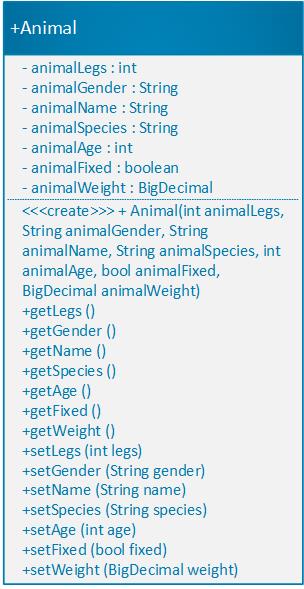 +Animal
- animalLegs : int
- animalGender : String
- animalName : String
- animalSpecies : String
- animalAge : int
- animalFixed : boolean
- animalWeight : BigDecimal
<<<create>>> + Animal(int animalLegs,
String animalGender, String
animalName, String animalSpecies, int
animalAge, bool animalFixed,
BigDecimal animalWeight)
+getLegs ()
+getGender ()
+getName ()
+getSpecies ()
+getAge ()
+getFixed ()
+getWeight ()
+setLegs (int legs)
+setGender (String gender)
+setName (String name)
+setSpecies (String species)
+setAge (int age)
+setFixed (bool fixed)
+setWeight (BigDecimal weight)